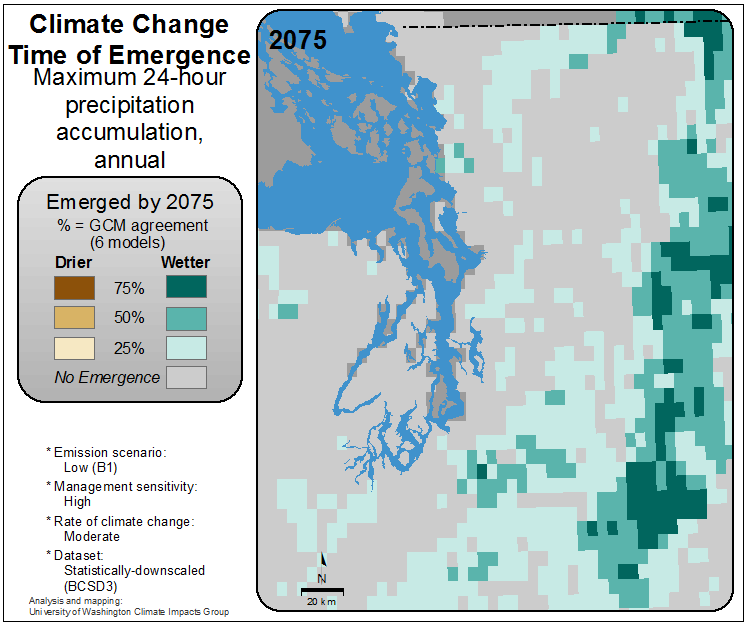 Climate Change
Time of Emergence
Maximum 24-hour
precipitation
accumulation,
annual
Emerged by 2075
% = GCM agreement
(6 models)
Drier Wetter
75%
50%
25%
No Emergence
* Emission scenario:
Low (B1)
* Management sensitivity:
High
* Rate of climate change:
Moderate
* Dataset:
Statistically-downscaled
(BCSD3)
Analysis and mapping:
University of Washington Climate Impacts Group
2075
N
20 km